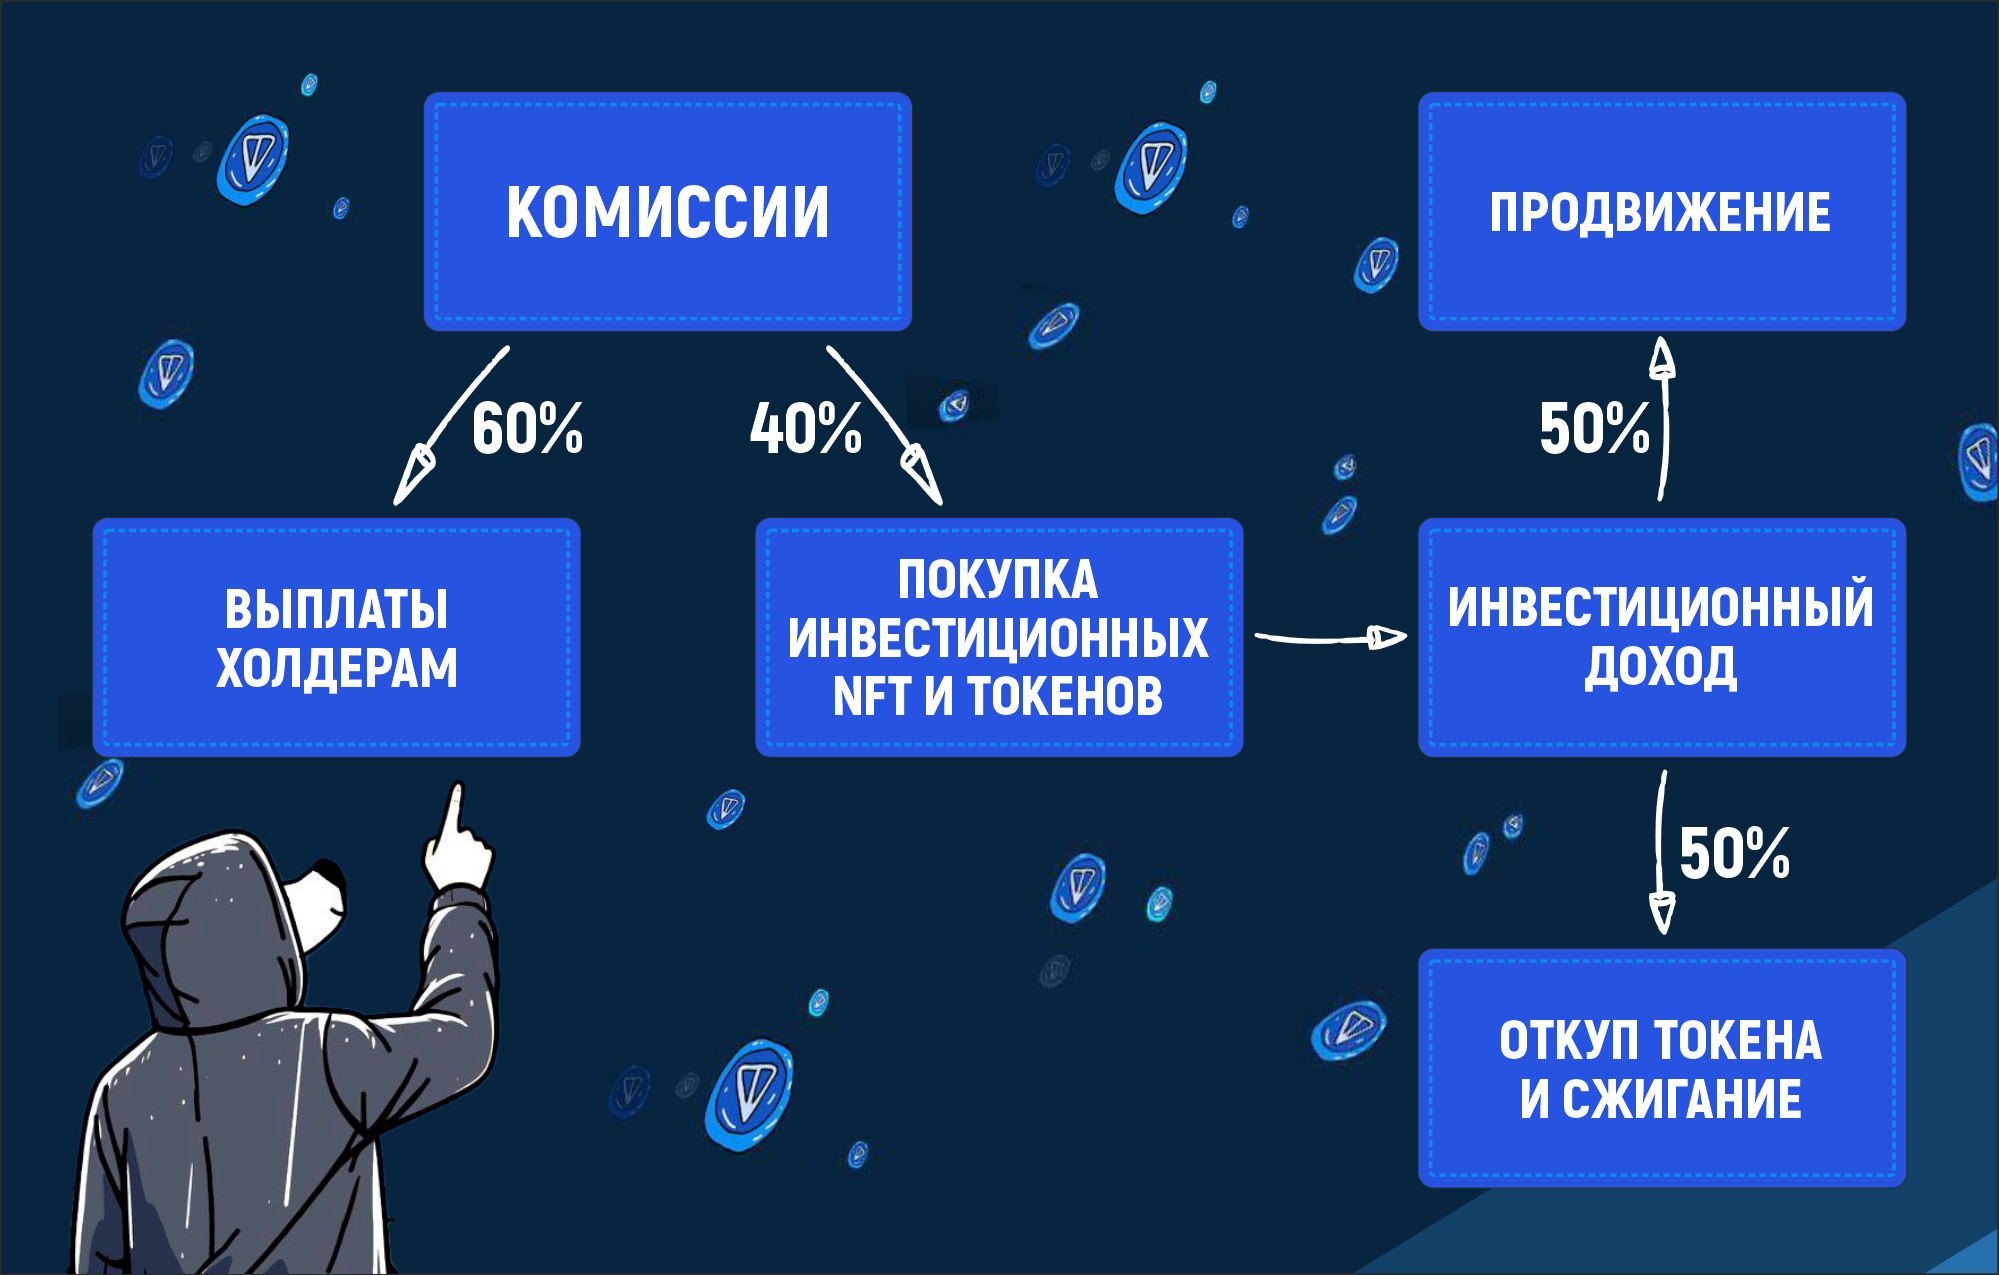 КОМИССИИ
ПРОДВИЖЕНИЕ
60%
40%
50%
ВЫПЛАТЫ
ХОЛДЕРАМ
ПОКУПКА
ИНВЕСТИЦИОННЫХ
NFT И ТОКЕНОВ
ИНВЕСТИЦИОННЫЙ
ДОХОД
50%
ОТКУП ТОКЕНА
И СЖИГАНИЕ